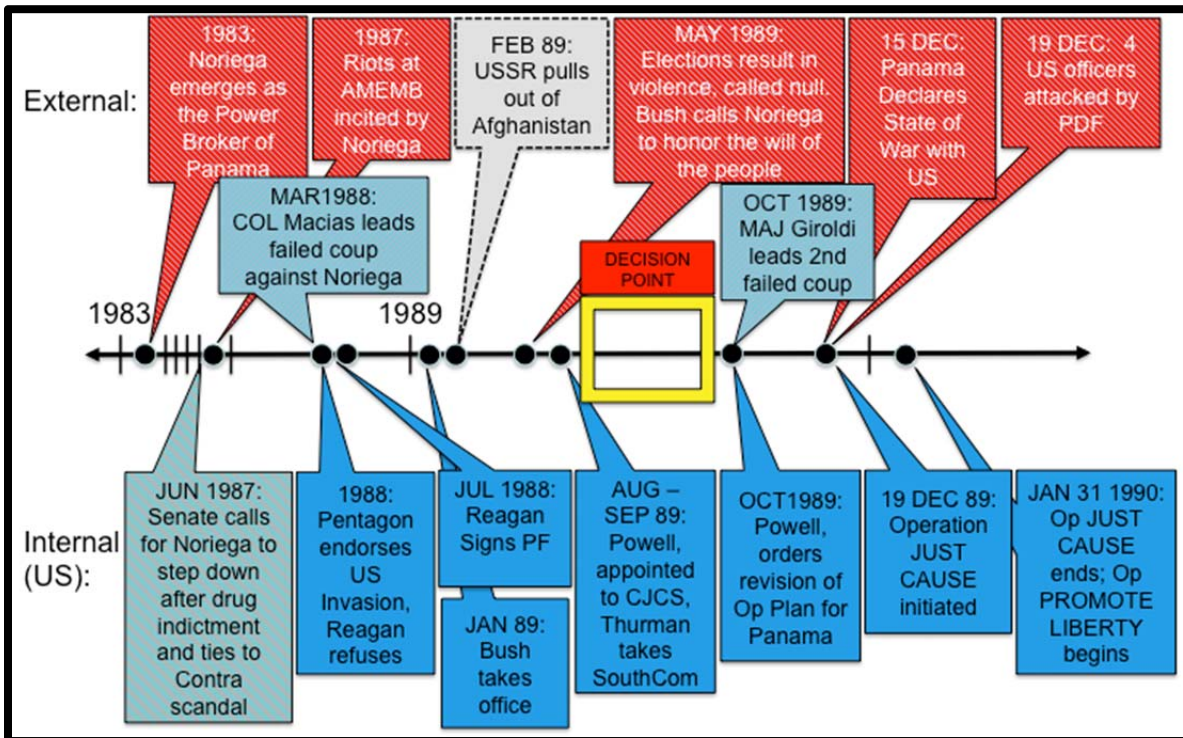 External:
1983:
Noriega
emerges as
the Power
Broker of
Panama
1987:
Riots at
AMEMB
incited by
Noriega
FEB 89:
USSR pulls
out of
Afghanistan
MAY 1989:
Elections result in
violence, called null.
Bush calls Noriega
to honor the will of
the people
15 DEC:
Panama
Declares
State of
War with
US
19 DEC: 4
US officers
attacked by
PDF
MAR1988:
COL Macias leads
failed coup
against Noriega
OCT 1989:
MAJ Giroldi
leads 2nd
failed coup
DECISION
POINT
1983
1989
Internal
(US):
JUN 1987:
Senate calls
for Noriega to
step down
after drug
indictment
and ties to
Contra
scandal
1988:
Pentagon
endorses
US
Invasion,
Reagan
refuses
JUL 1988:
Reagan
Signs PF
JAN 89:
Bush
takes
office
AUG –
SEP 89:
Powell,
appointed
to CJCS,
Thurman
takes
SouthCom
OCT1989:
Powell,
orders
revision of
Op Plan for
Panama
19 DEC 89:
Operation
JUST
CAUSE
initiated
JAN 31 1990:
Op JUST
CAUSE
ends; Op
PROMOTE
LIBERTY
begins